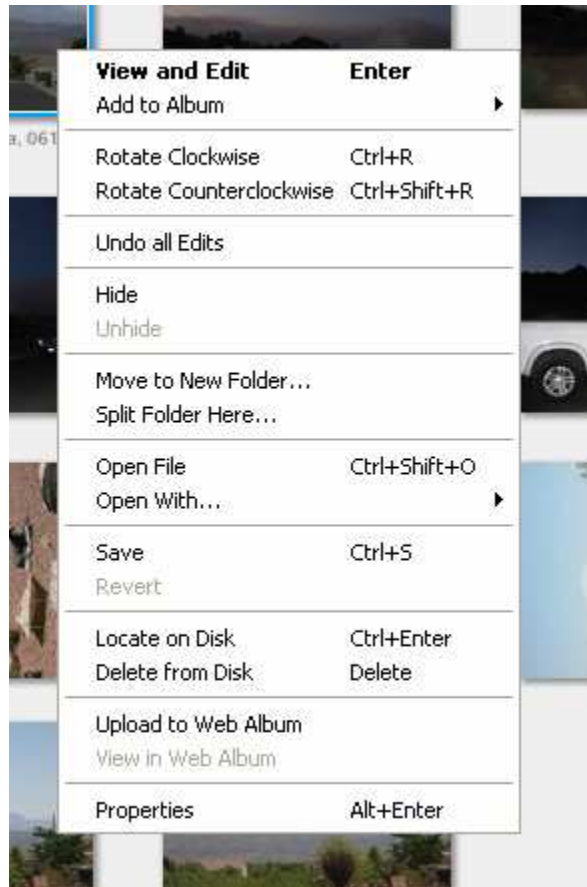 View and Edit Enter
Add to Album
a, 061
Rotate Clockwise Ctrl+R
Rotate Counterclockwise Ctrl+Shift+R
Undo all Edits
Hide
Unhide
Move to New Folder...
Split Folder Here...
Open File Ctrl+Shift+O
Open With...
Save Ctrl+S
Revert
Locate on Disk Ctrl+Enter
Delete from Disk Delete
Upload to Web Album
View in Web Album
Properties Alt+Enter